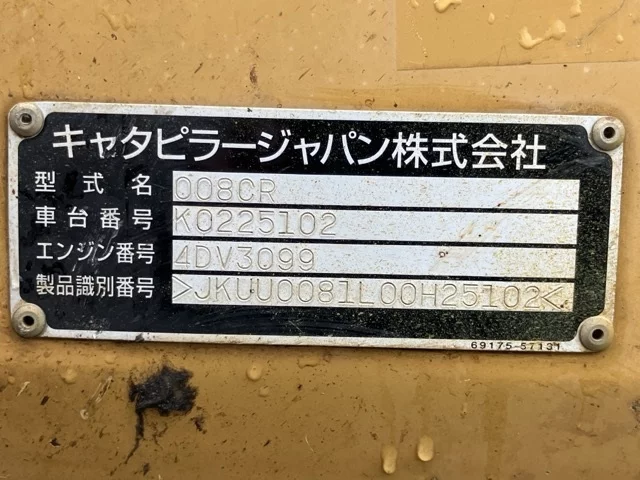 キャタピラージャパン株式会社
型式名 008CR
車台番号 K0225102
エンジン番号 4DV3099
製品識別番号 >JKUU0081L00H25102<
69175-57131